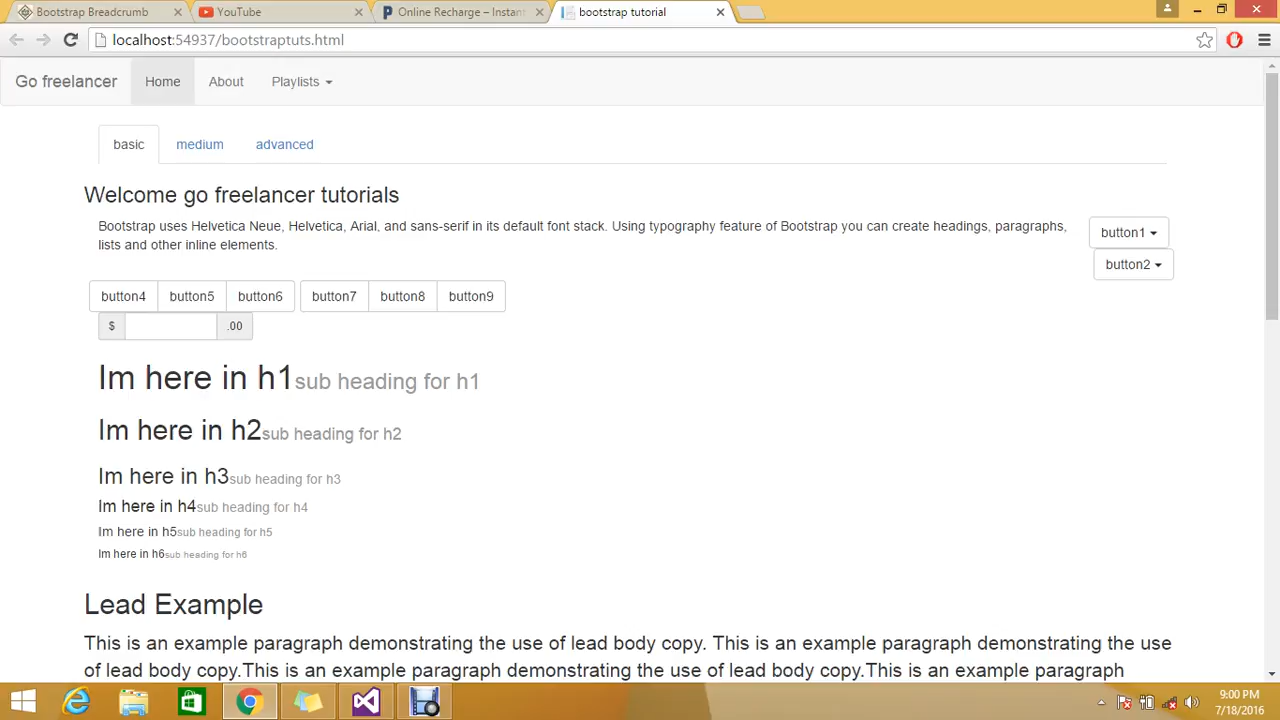 Bootstrap Breadcrumb
YouTube
Online Recharge – Instan
bootstrap tutorial
localhost:54937/bootstraptuts.html
Go freelancer Home About Playlists
basic medium advanced
Welcome go freelancer tutorials
Bootstrap uses Helvetica Neue, Helvetica, Arial, and sans-serif in its default font stack. Using typography feature of Bootstrap you can create headings, paragraphs,
lists and other inline elements.
button1
button2
button4 button5 button6 button7 button8 button9
$ .00
Im here in h1sub heading for h1
Im here in h2sub heading for h2
Im here in h3sub heading for h3
Im here in h4sub heading for h4
Im here in h5sub heading for h5
Im here in h6sub heading for h6
Lead Example
This is an example paragraph demonstrating the use of lead body copy. This is an example paragraph demonstrating the use
of lead body copy.This is an example paragraph demonstrating the use of lead body copy.This is an example paragraph
9:00 PM
7/18/2016